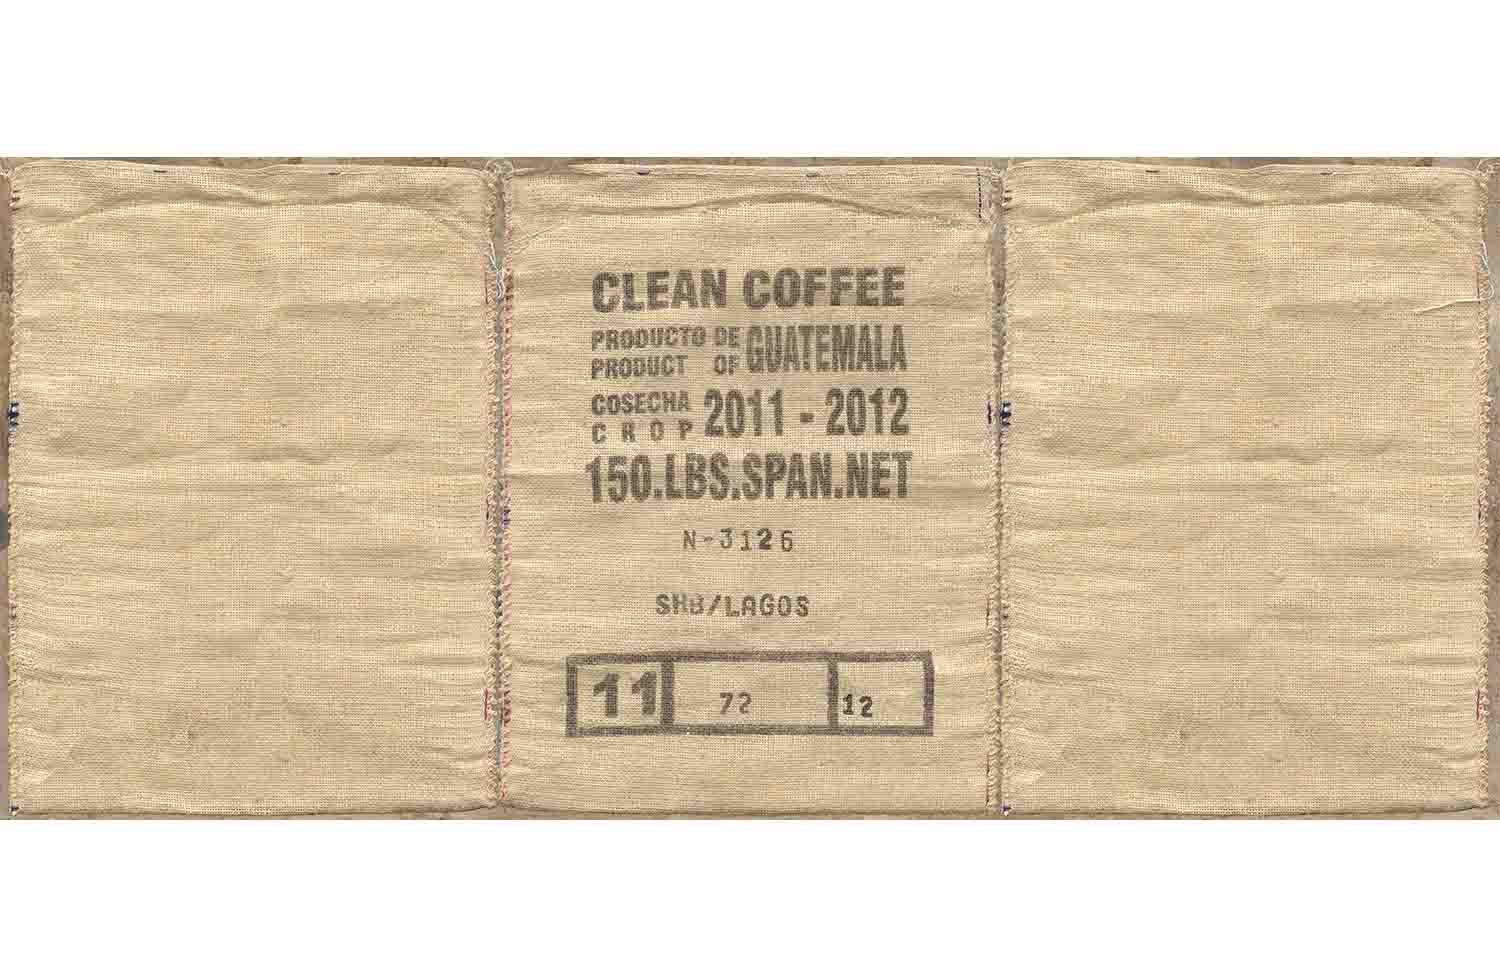 CLEAN COFFEE
PRODUCTO DE GUATEMALA
PRODUCT OF
COSECHA 2011 - 2012
CROP
150.LBS.SPAN.NET
N-3126
SHB/LAGOS
11 72 12